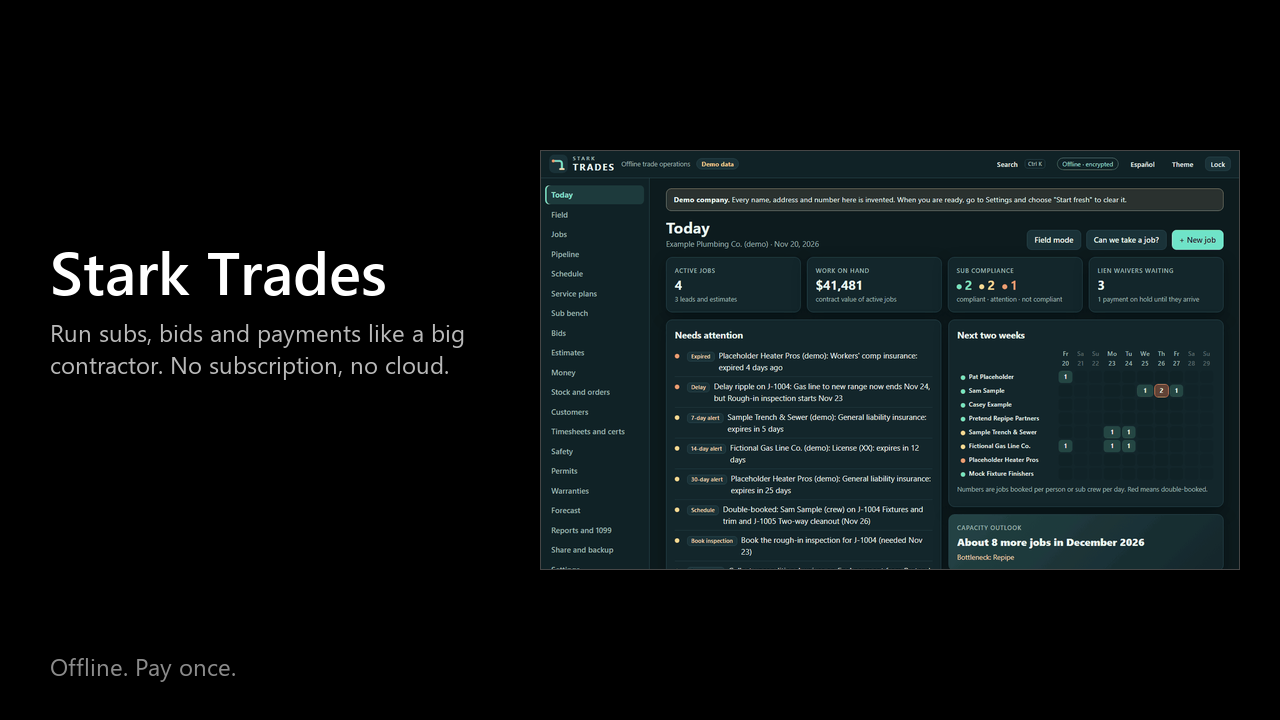 Stark Trades
Run subs, bids and payments like a big
contractor. No subscription, no cloud.
Offline. Pay once.
STARK
TRADES
Offline trade operations
Demo data
Search
Ctrl K
Offline · encrypted
Español
Theme
Lock
Today
Field
Jobs
Pipeline
Schedule
Service plans
Sub bench
Bids
Estimates
Money
Stock and orders
Customers
Timesheets and certs
Safety
Permits
Warranties
Forecast
Reports and 1099
Share and backup
Settings
Demo company. Every name, address and number here is invented. When you are ready, go to Settings and choose "Start fresh" to clear it.
Today
Example Plumbing Co. (demo) · Nov 20, 2026
Field mode
Can we take a job?
+ New job
ACTIVE JOBS
4
3 leads and estimates
WORK ON HAND
$41,481
contract value of active jobs
SUB COMPLIANCE
2 2 1
compliant · attention · not compliant
LIEN WAIVERS WAITING
3
1 payment on hold until they arrive
Needs attention
Expired Placeholder Heater Pros (demo): Workers' comp insurance:
expired 4 days ago
Delay Delay ripple on J-1004: Gas line to new range now ends Nov 24,
but Rough-in inspection starts Nov 23
7-day alert Sample Trench & Sewer (demo): General liability insurance:
expires in 5 days
14-day alert Fictional Gas Line Co. (demo): License (XX): expires in 12
days
30-day alert Placeholder Heater Pros (demo): General liability insurance:
expires in 25 days
Schedule Double-booked: Sam Sample (crew) on J-1004 Fixtures and
trim and J-1005 Two-way cleanout (Nov 26)
Book inspection Book the rough-in inspection for J-1004 (needed Nov
23)
Next two weeks
Fr Sa Su Mo Tu We Th Fr Sa Su
20 21 22 23 24 25 26 27 28 29
Pat Placeholder 1
Sam Sample 1 2 1
Casey Example
Pretend Repipe Partners
Sample Trench & Sewer 1 1
Fictional Gas Line Co. 1 1 1
Placeholder Heater Pros
Mock Fixture Finishers
Numbers are jobs booked per person or sub crew per day. Red means double-booked.
CAPACITY OUTLOOK
About 8 more jobs in December 2026
Bottleneck: Repipe